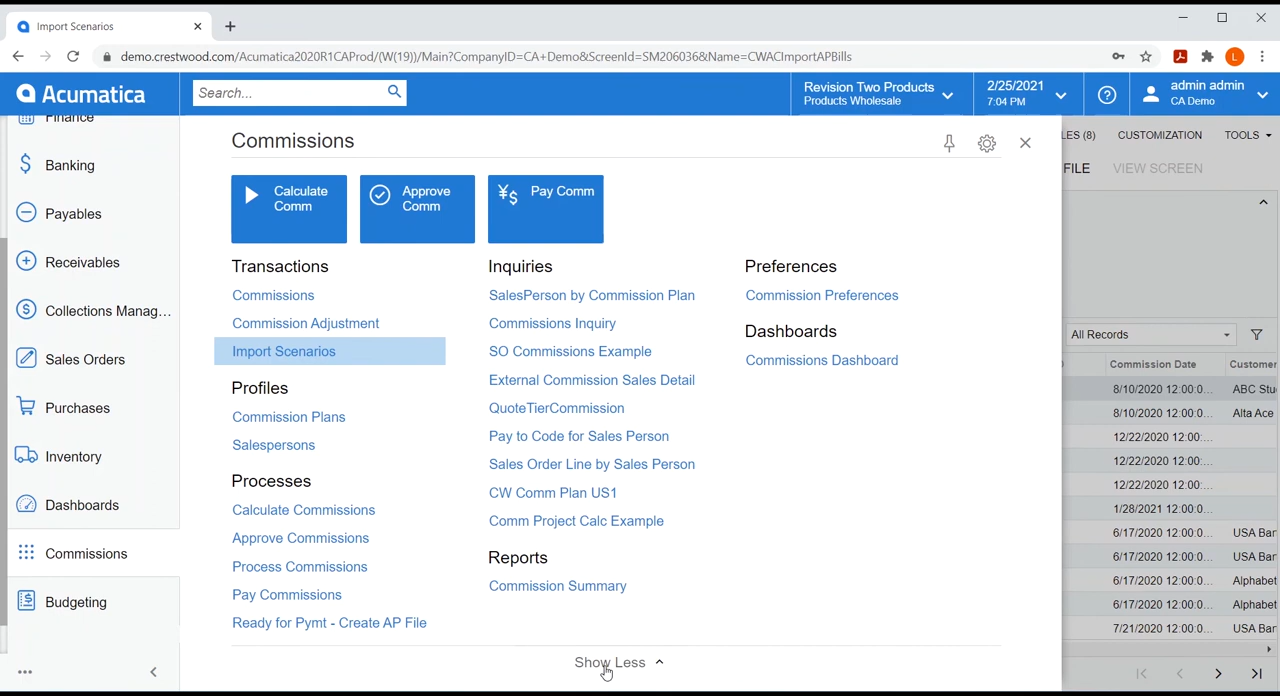 Import Scenarios
demo.crestwood.com/Acumatica2020R1CAProd/(W(19))/Main?CompanyID=CA+Demo&ScreenId=SM206036&Name=CWACImportAPBills
L
Acumatica
Search...
Revision Two Products
Products Wholesale
2/25/2021
7:04 PM
admin admin
CA Demo
Finance
Banking
Payables
Receivables
Collections Manag...
Sales Orders
Purchases
Inventory
Dashboards
Commissions
Budgeting
Commissions
Calculate
Comm
Approve
Comm
Pay Comm
Transactions
Commissions
Commission Adjustment
Import Scenarios
Profiles
Commission Plans
Salespersons
Processes
Calculate Commissions
Approve Commissions
Process Commissions
Pay Commissions
Ready for Pymt - Create AP File
Inquiries
SalesPerson by Commission Plan
Commissions Inquiry
SO Commissions Example
External Commission Sales Detail
QuoteTierCommission
Pay to Code for Sales Person
Sales Order Line by Sales Person
CW Comm Plan US1
Comm Project Calc Example
Reports
Commission Summary
Preferences
Commission Preferences
Dashboards
Commissions Dashboard
Show Less
LES (8) CUSTOMIZATION TOOLS
FILE VIEW SCREEN
All Records
Commission Date Customer
8/10/2020 12:00:0... ABC Stu
8/10/2020 12:00:0... Alta Ace
12/22/2020 12:00:...
12/22/2020 12:00:...
12/22/2020 12:00:...
1/28/2021 12:00:0...
6/17/2020 12:00:0... USA Bar
6/17/2020 12:00:0... USA Bar
6/17/2020 12:00:0... Alphabet
6/17/2020 12:00:0... Alphabet
7/21/2020 12:00:0... USA Bar